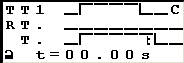 TT1 C
RT.
T. t
t=00.00s